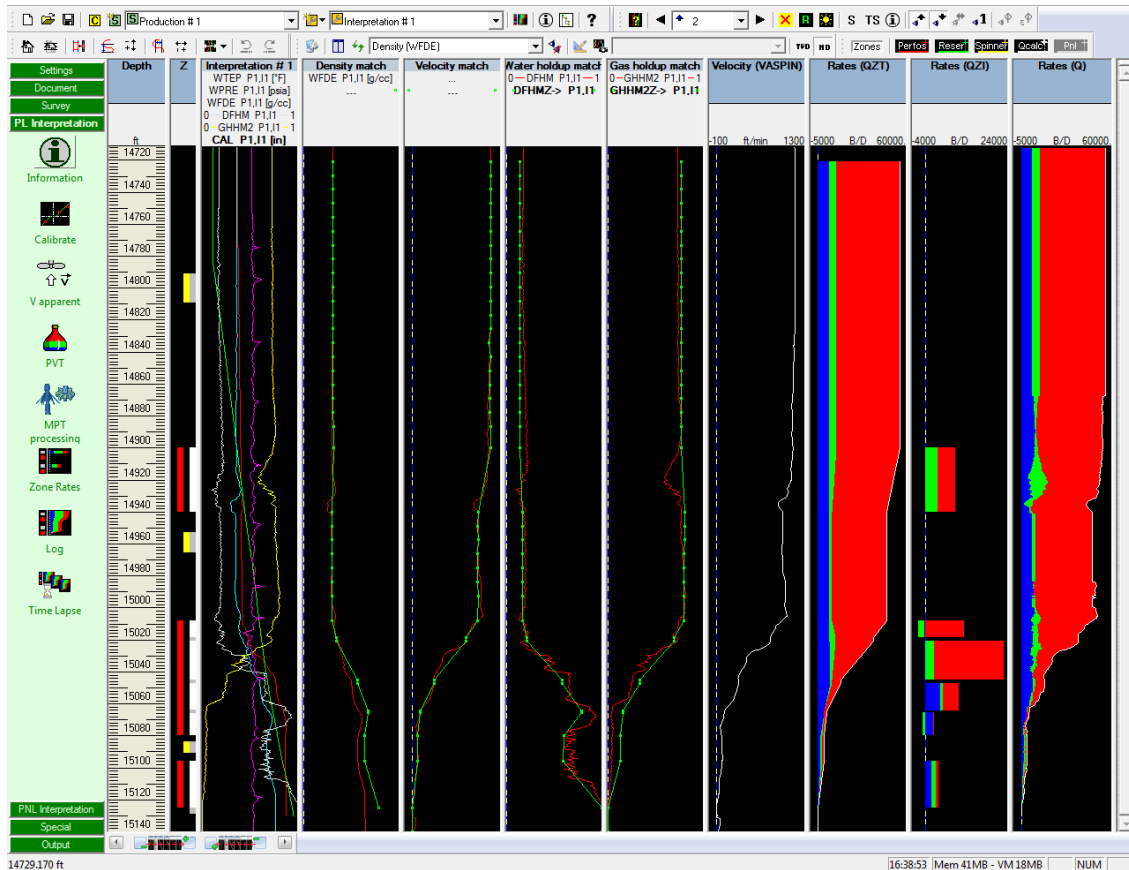 Production # 1
Interpretation # 1
2
S TS
Density (WFDE)
TVD MD Zones Perfos Reser Spinner Qcalc Pnl
Settings
Document
Survey
PL Interpretation
Information
Calibrate
V apparent
PVT
MPT
processing
Zone Rates
Log
Time Lapse
PNL Interpretation
Special
Output
Depth
ft
Z
Interpretation # 1
WTEP P1,I1 [°F]
WPRE P1,I1 [psia]
WFDE P1,I1 [g/cc]
0 DFHM P1,I1 1
0 GHHM2 P1,I1 1
CAL P1,I1 [in]
Density match
WFDE P1,I1 [g/cc]
...
Velocity match
...
...
Water holdup match
0—DFHM P1,I1—1
DFHMZ-> P1,I1
Gas holdup match
0—GHHM2 P1,I1—1
GHHM2Z-> P1,I1
Velocity (VASPIN)
-100 ft/min 1300
Rates (QZT)
-5000 B/D 60000.
Rates (QZI)
-4000 B/D 24000
Rates (Q)
-5000 B/D 60000.
14720
14740
14760
14780
14800
14820
14840
14860
14880
14900
14920
14940
14960
14980
15000
15020
15040
15060
15080
15100
15120
15140
14729.170 ft
16:38:53 Mem 41MB - VM 18MB NUM